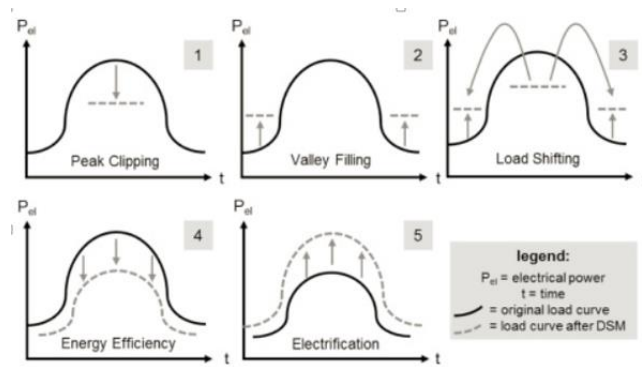 Pel
1
Peak Clipping
t
Pel
2
Valley Filling
t
Pel
3
Load Shifting
t
Pel
4
Energy Efficiency
t
Pel
5
Electrification
t
legend:
Pel = electrical power
t = time
= original load curve
= load curve after DSM